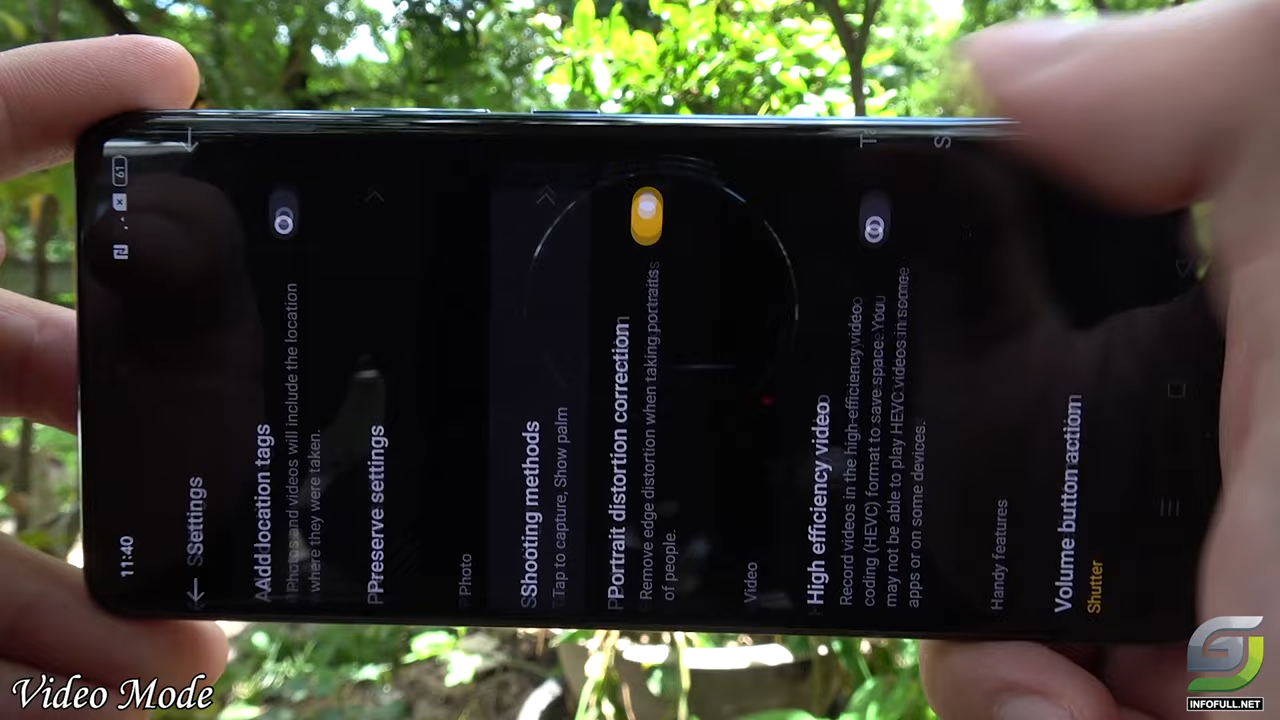 11:40
61
Settings
Add location tags
Photos and videos will include the location
where they were taken.
Preserve settings
Photo
Shooting methods
Tap to capture, Show palm
Portrait distortion correction
Remove edge distortion when taking portraits
of people.
Video
High efficiency video
Record videos in the high-efficiency video
coding (HEVC) format to save space. You
may not be able to play HEVC videos in some
apps or on some devices.
Handy features
Volume button action
Shutter
Video Mode
INFOFULL.NET